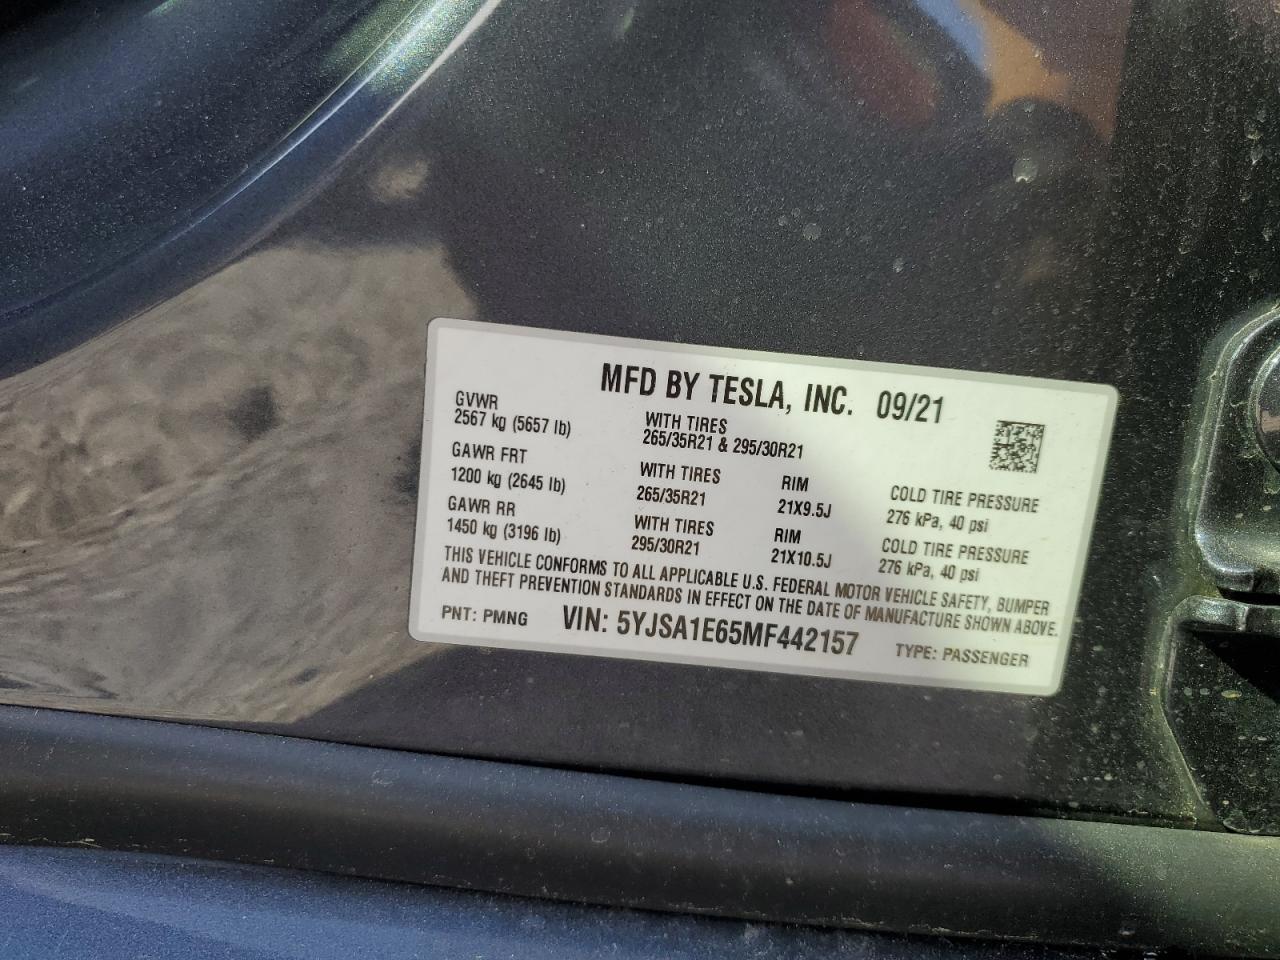 MFD BY TESLA, INC. 09/21
GVWR
2567 kg (5657 lb)
WITH TIRES
265/35R21 & 295/30R21
GAWR FRT
1200 kg (2645 lb)
WITH TIRES
265/35R21
RIM
21X9.5J
COLD TIRE PRESSURE
276 kPa, 40 psi
GAWR RR
1450 kg (3196 lb)
WITH TIRES
295/30R21
RIM
21X10.5J
COLD TIRE PRESSURE
276 kPa, 40 psi
THIS VEHICLE CONFORMS TO ALL APPLICABLE U.S. FEDERAL MOTOR VEHICLE SAFETY, BUMPER
AND THEFT PREVENTION STANDARDS IN EFFECT ON THE DATE OF MANUFACTURE SHOWN ABOVE.
PNT: PMNG VIN: 5YJSA1E65MF442157 TYPE: PASSENGER